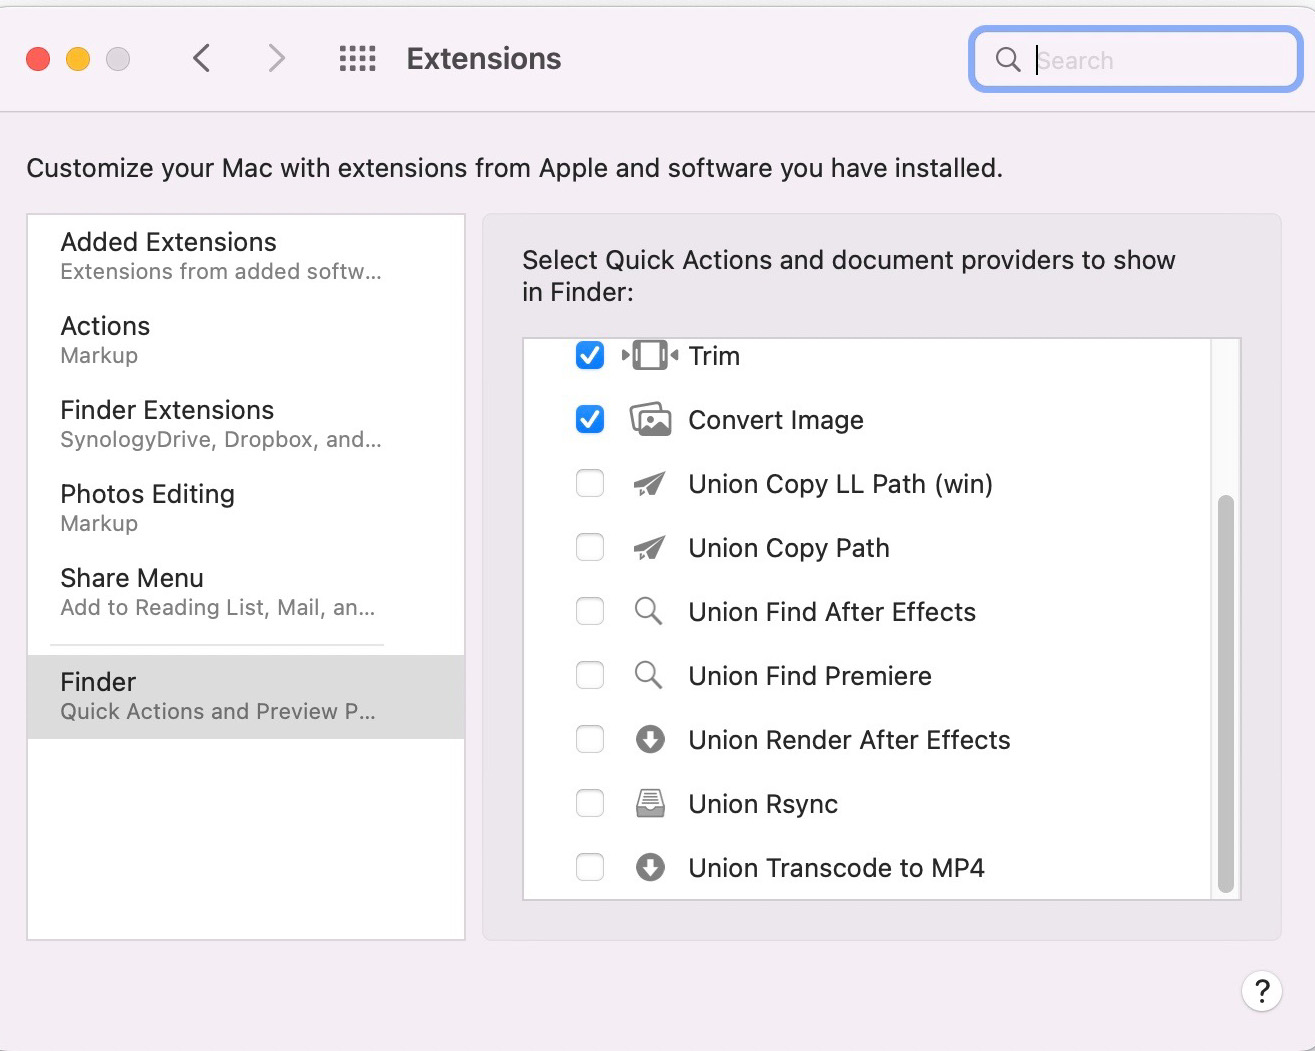 Extensions
Search
Customize your Mac with extensions from Apple and software you have installed.
Added Extensions
Extensions from added softw...
Actions
Markup
Finder Extensions
SynologyDrive, Dropbox, and...
Photos Editing
Markup
Share Menu
Add to Reading List, Mail, an...
Finder
Quick Actions and Preview P...
Select Quick Actions and document providers to show
in Finder:
Trim
Convert Image
Union Copy LL Path (win)
Union Copy Path
Union Find After Effects
Union Find Premiere
Union Render After Effects
Union Rsync
Union Transcode to MP4
?